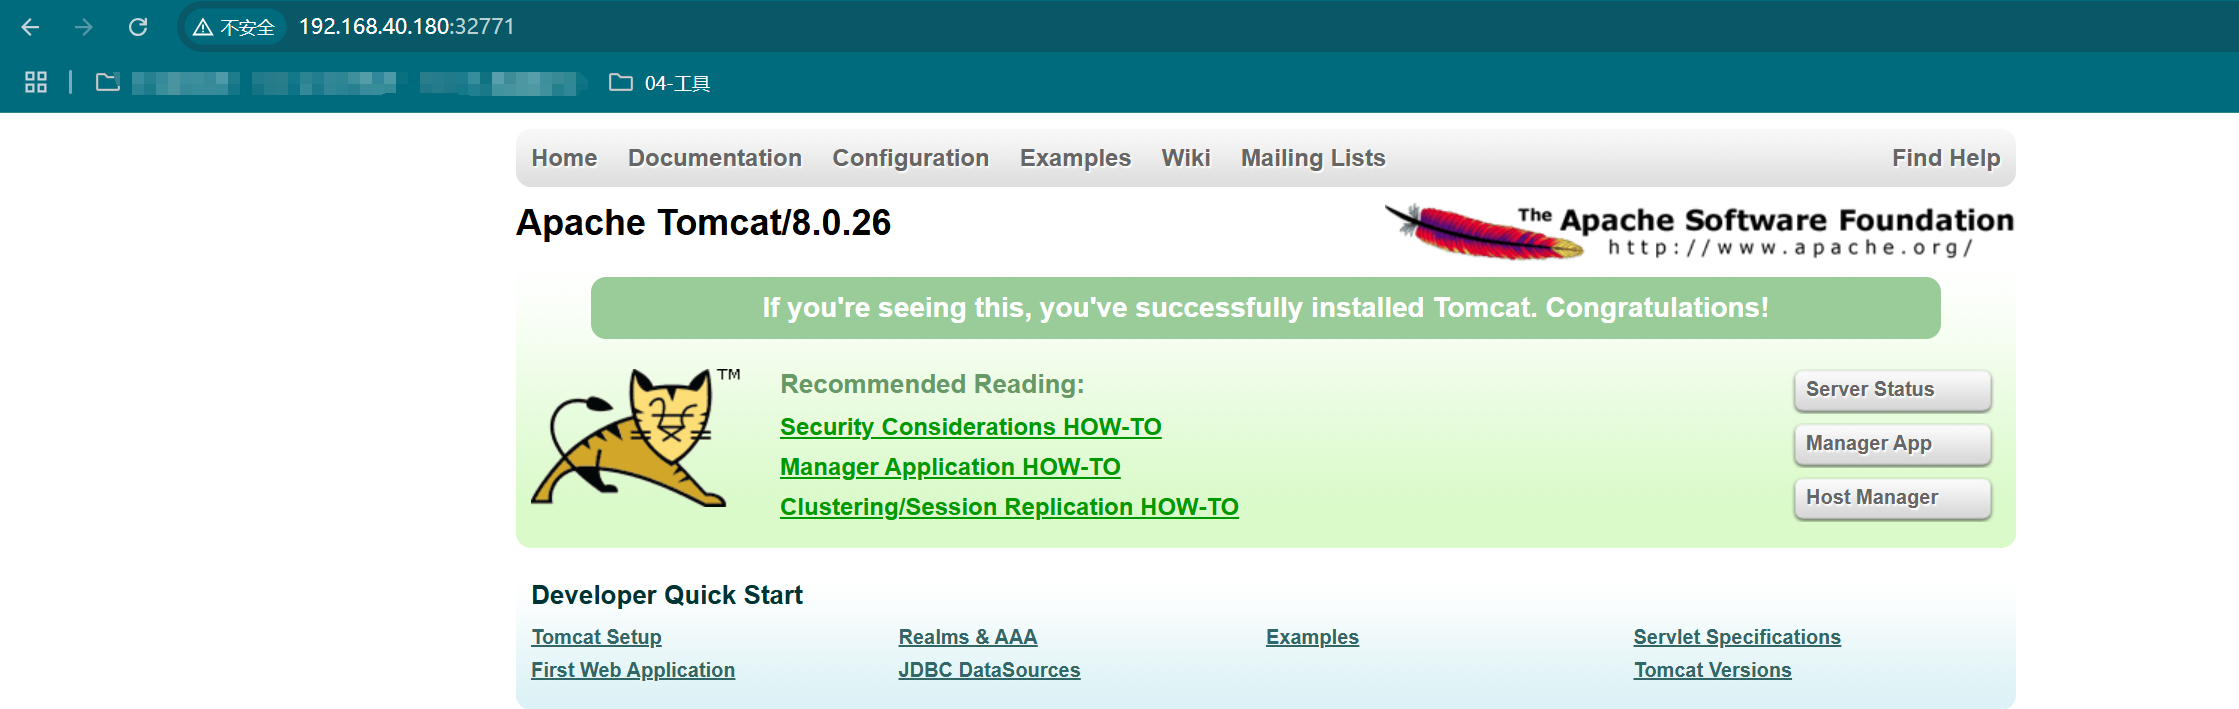 不安全 192.168.40.180:32771
04-工具
Home Documentation Configuration Examples Wiki Mailing Lists Find Help
Apache Tomcat/8.0.26
The Apache Software Foundation
http://www.apache.org/
If you're seeing this, you've successfully installed Tomcat. Congratulations!
TM
Recommended Reading:
Security Considerations HOW-TO
Manager Application HOW-TO
Clustering/Session Replication HOW-TO
Server Status
Manager App
Host Manager
Developer Quick Start
Tomcat Setup Realms & AAA Examples Servlet Specifications
First Web Application JDBC DataSources Tomcat Versions